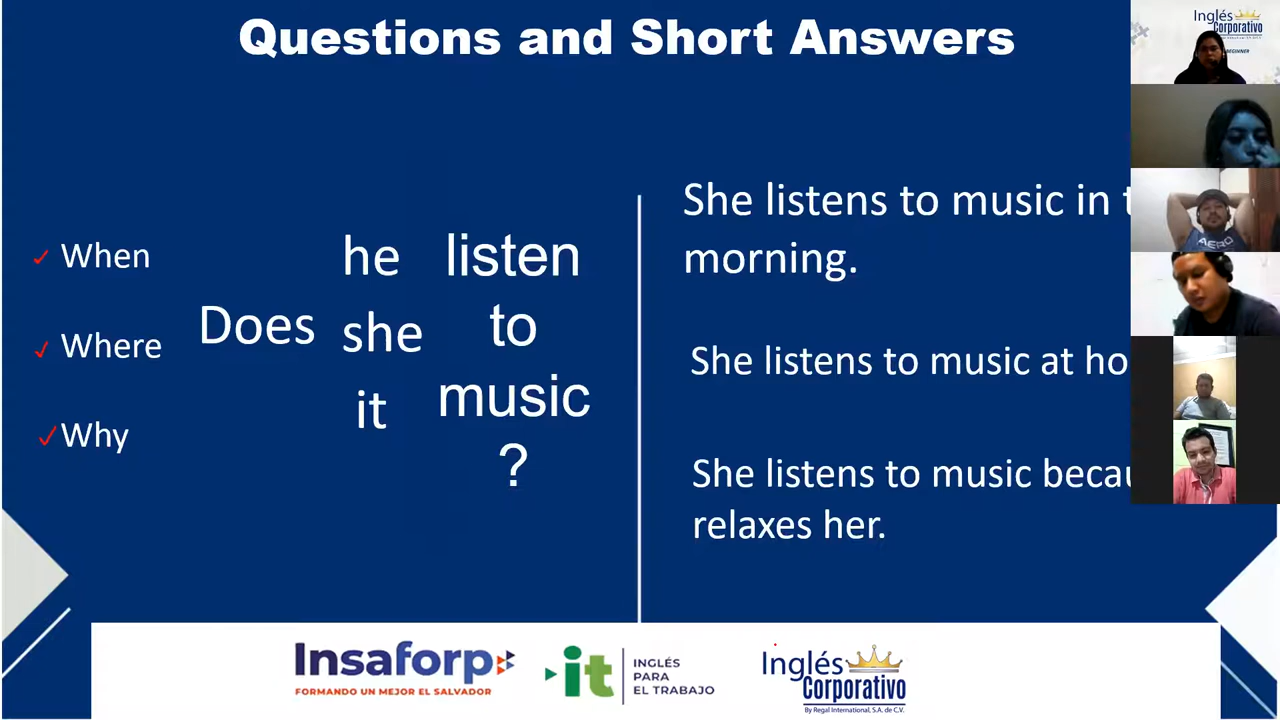 Questions and Short Answers
When
Where
Why
Does
he
she
it
listen
to
music
?
She listens to music in
morning.
She listens to music at
She listens to music
relaxes her.
Insaforp
FORMANDO UN MEJOR EL SALVADOR
it
INGLÉS
PARA
EL TRABAJO
Inglés
Corporativo
By Regal International, S.A. de C.V.
Inglés
Corporativo
BEGINNER
AERO